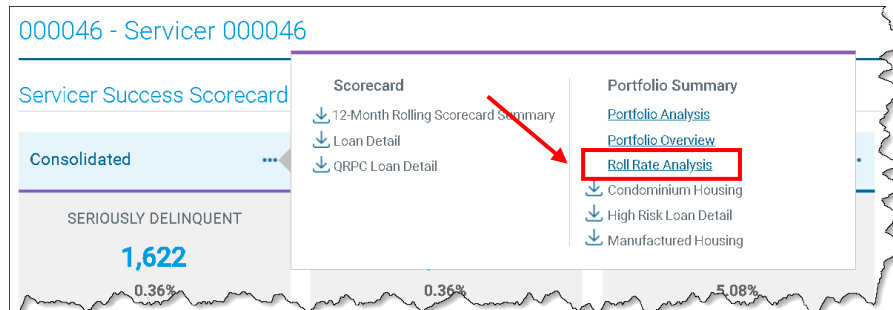 000046 - Servicer 000046
Servicer Success Scorecard
Consolidated
...
Scorecard
12-Month Rolling Scorecard Summary
Loan Detail
QRPC Loan Detail
Portfolio Summary
Portfolio Analysis
Portfolio Overview
Roll Rate Analysis
Condominium Housing
High Risk Loan Detail
Manufactured Housing
SERIOUSLY DELINQUENT
1,622
0.36%
0.36%
5.08%